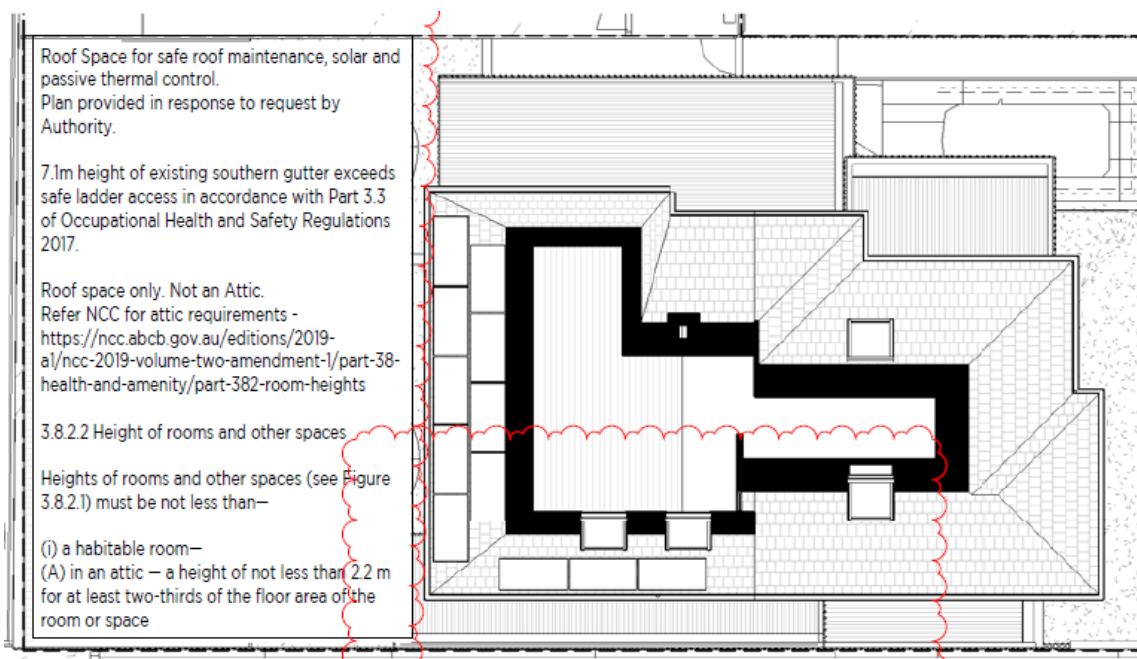 Roof Space for safe roof maintenance, solar and
passive thermal control.
Plan provided in response to request by
Authority.
7.1m height of existing southern gutter exceeds
safe ladder access in accordance with Part 3.3
of Occupational Health and Safety Regulations
2017.
Roof space only. Not an Attic.
Refer NCC for attic requirements -
https://ncc.abcb.gov.au/editions/2019-
a1/ncc-2019-volume-two-amendment-1/part-38-
health-and-amenity/part-382-room-heights
3.8.2.2 Height of rooms and other spaces
Heights of rooms and other spaces (see Figure
3.8.2.1) must be not less than—
(i) a habitable room—
(A) in an attic — a height of not less than 2.2 m
for at least two-thirds of the floor area of the
room or space